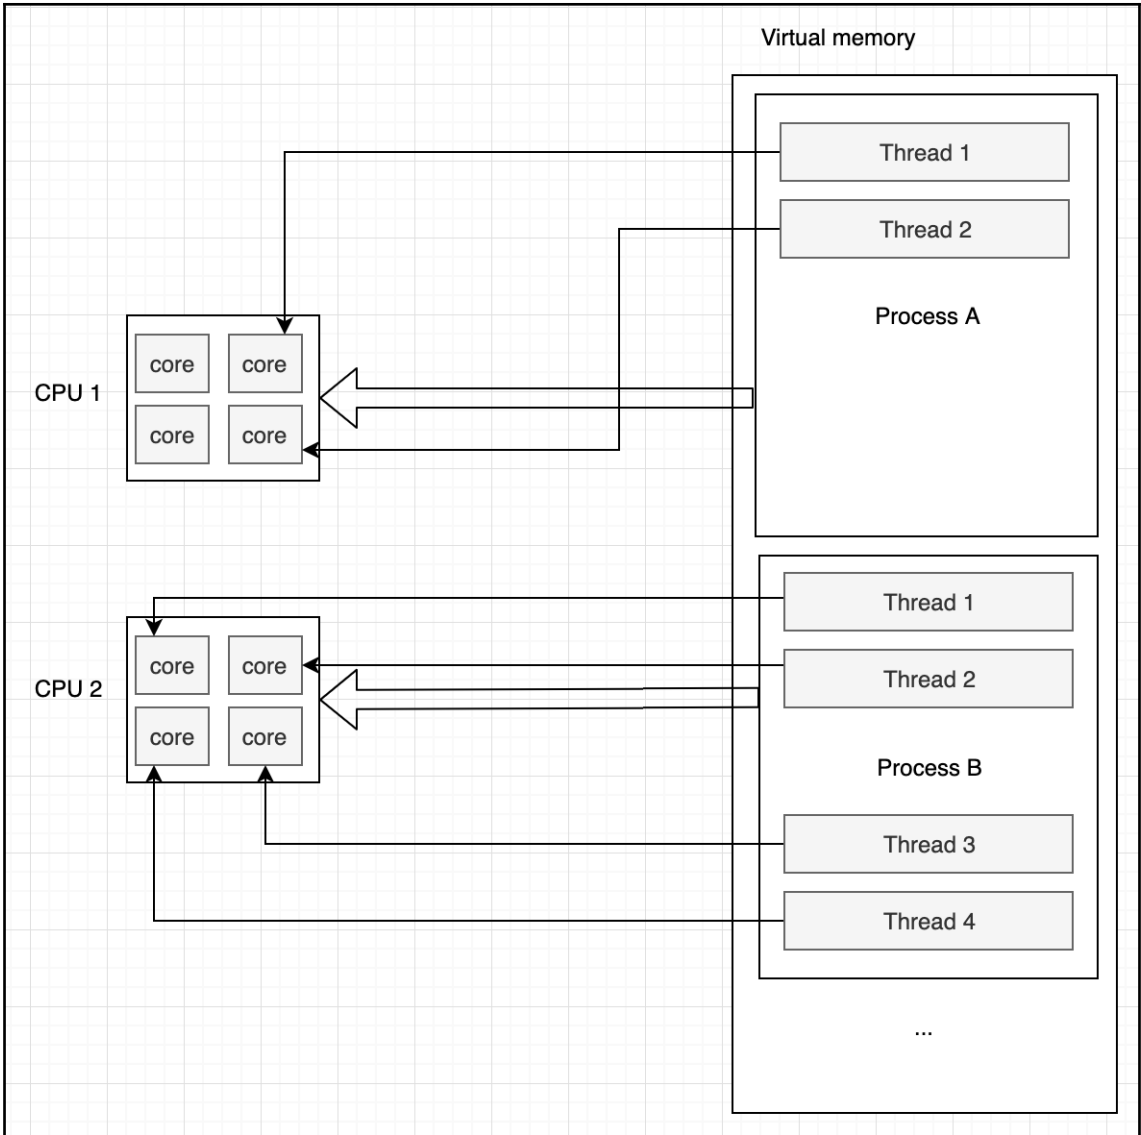 Virtual memory
Thread 1
Thread 2
Process A
core core
CPU 1
core core
Thread 1
Thread 2
core core
CPU 2
core core
Process B
Thread 3
Thread 4
...